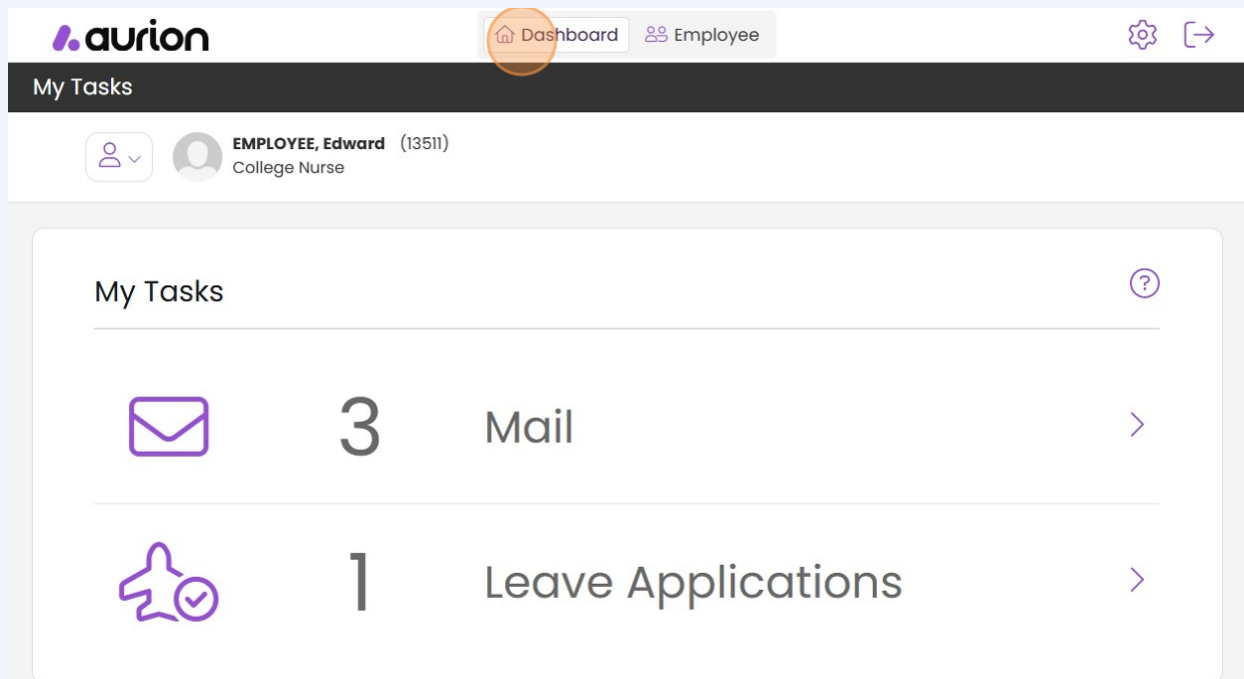 aurion
Dashboard
Employee
My Tasks
EMPLOYEE, Edward (13511)
College Nurse
My Tasks
?
3 Mail
1 Leave Applications